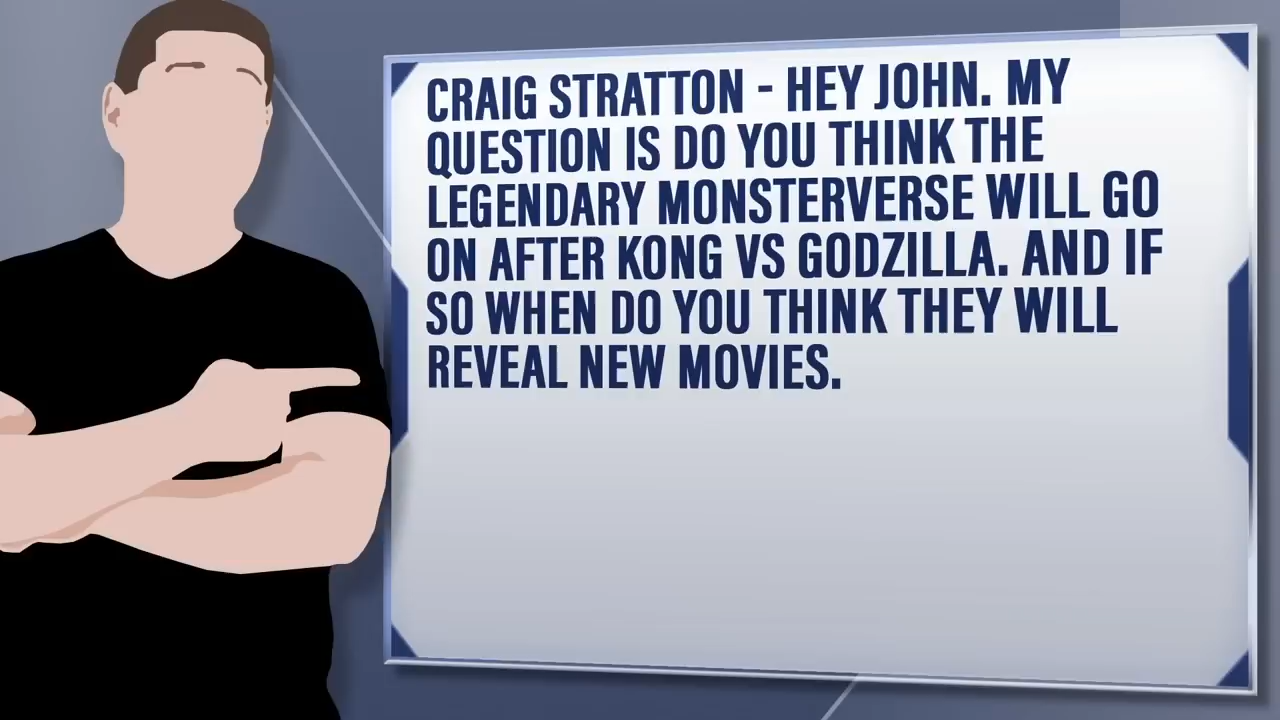 CRAIG STRATTON - HEY JOHN. MY
QUESTION IS DO YOU THINK THE
LEGENDARY MONSTERVERSE WILL GO
ON AFTER KONG VS GODZILLA. AND IF
SO WHEN DO YOU THINK THEY WILL
REVEAL NEW MOVIES.